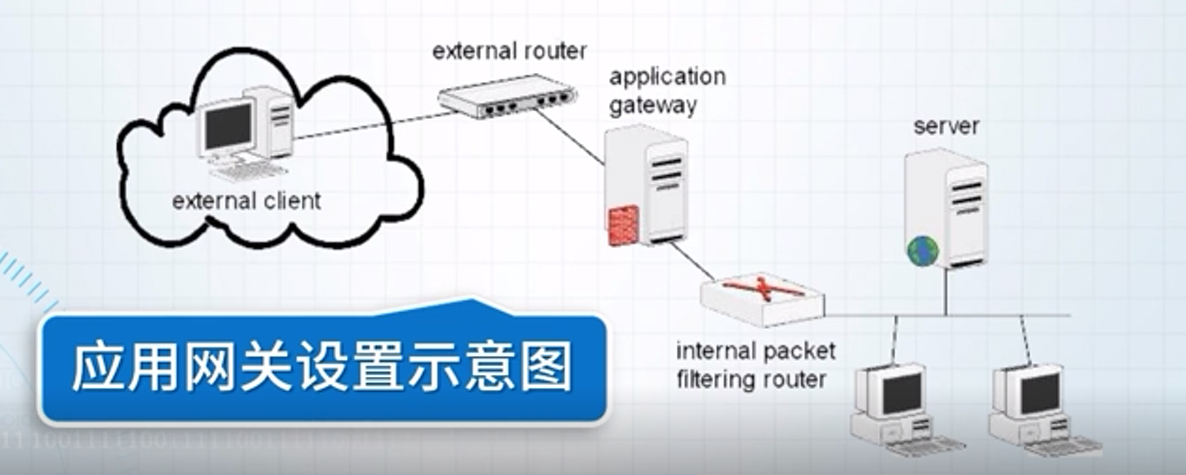 external router
application
gateway
server
external client
internal packet
filtering router
应用网关设置示意图